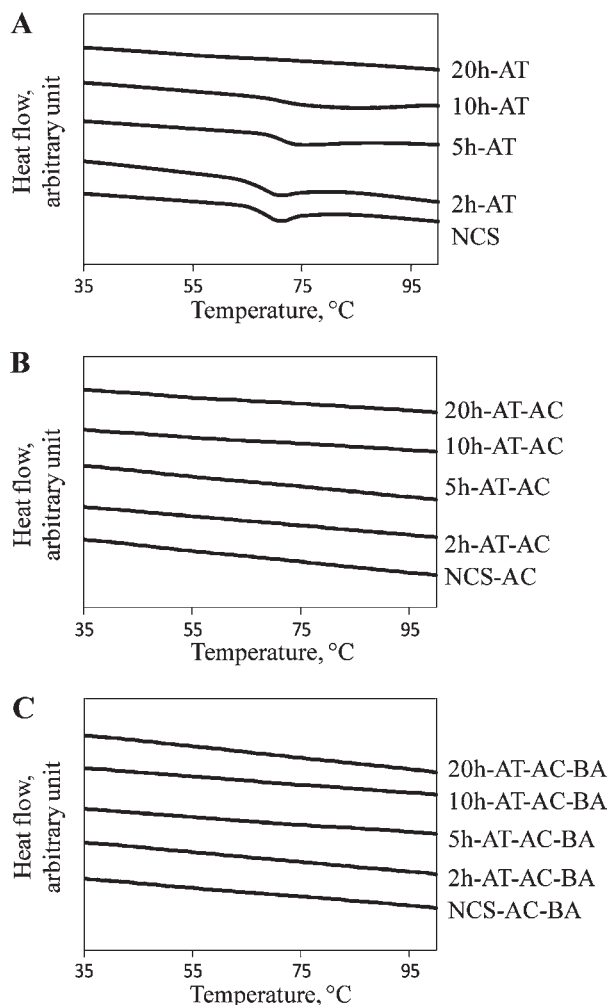 A
Heat flow,
arbitrary unit
20h-AT
10h-AT
5h-AT
2h-AT
NCS
35 55 75 95
Temperature, °C
B
Heat flow,
arbitrary unit
20h-AT-AC
10h-AT-AC
5h-AT-AC
2h-AT-AC
NCS-AC
35 55 75 95
Temperature, °C
C
Heat flow,
arbitrary unit
20h-AT-AC-BA
10h-AT-AC-BA
5h-AT-AC-BA
2h-AT-AC-BA
NCS-AC-BA
35 55 75 95
Temperature, °C